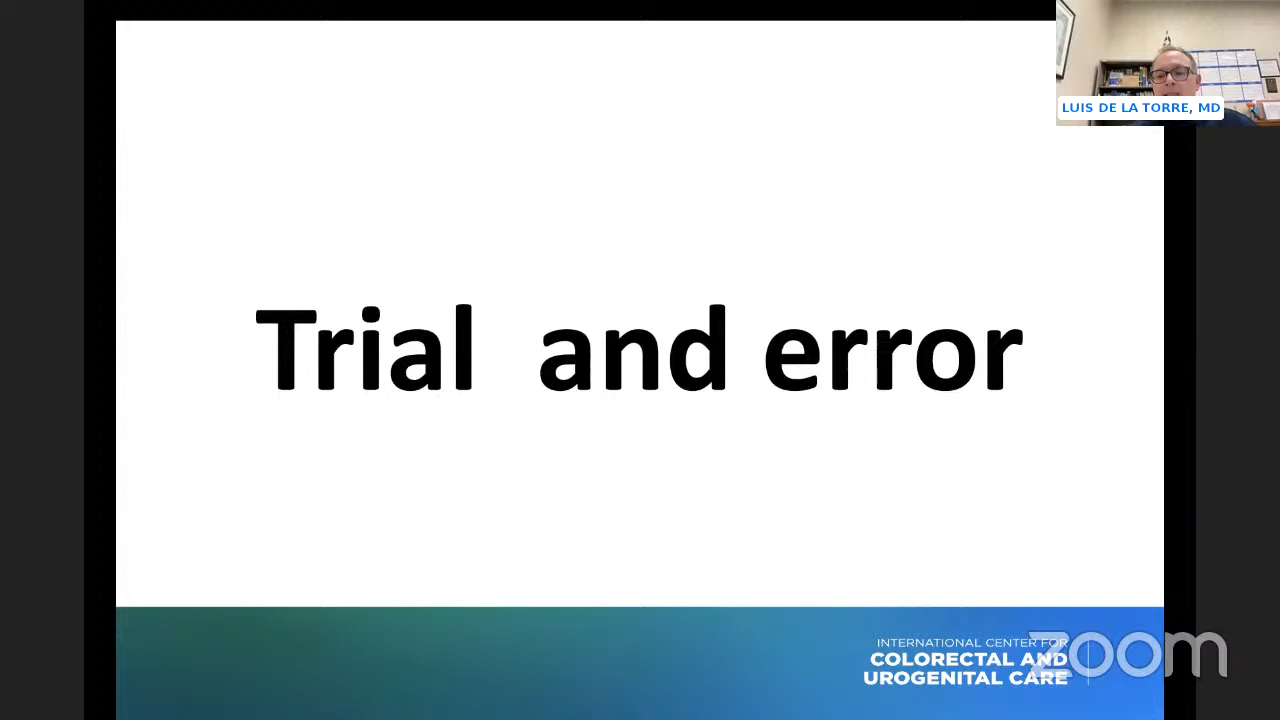 LUIS DE LA TORRE, MD
Trial  and error
INTERNATIONAL CENTER FOR
COLORECTAL AND
UROGENITAL CARE
zoom